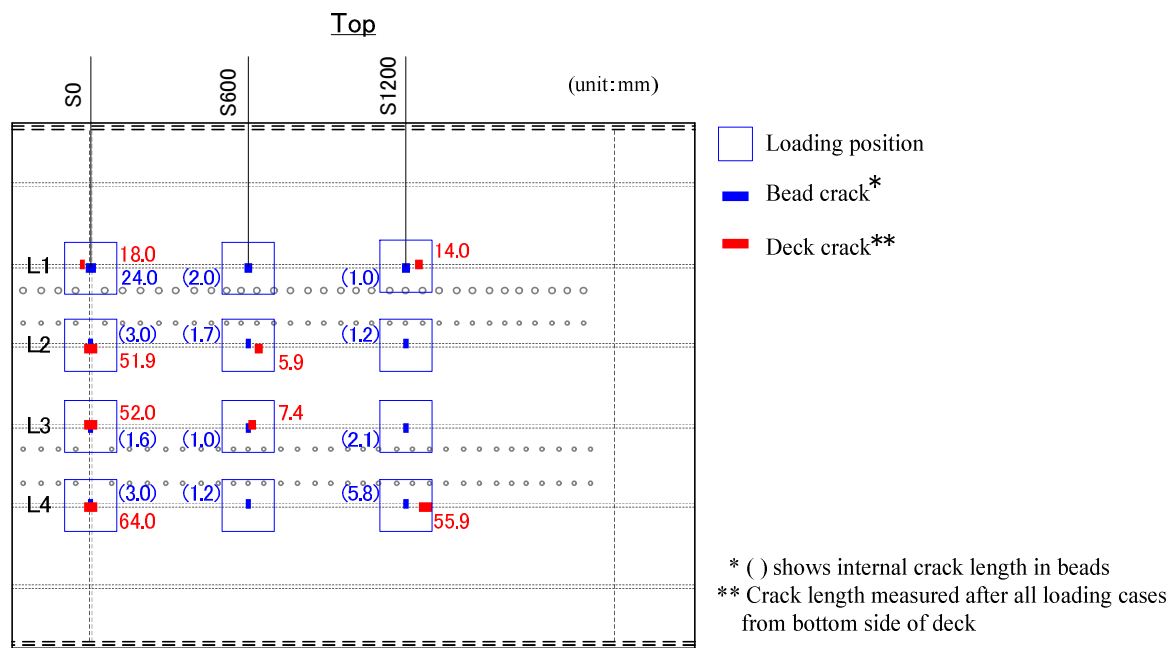 Top
(unit:mm)
S0
S600
S1200
Loading position
Bead crack*
Deck crack**
L1
18.0
24.0
(2.0)
(1.0)
14.0
L2
(3.0)
51.9
(1.7)
5.9
(1.2)
L3
52.0
(1.6)
(1.0)
7.4
(2.1)
L4
(3.0)
64.0
(1.2)
(5.8)
55.9
* ( ) shows internal crack length in beads
** Crack length measured after all loading cases
from bottom side of deck